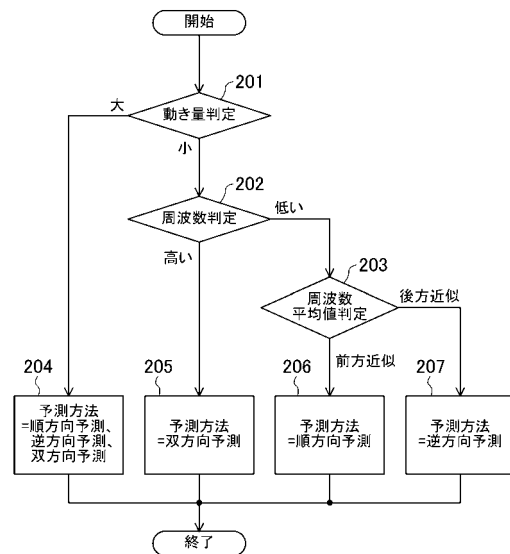 開始
201
大
動き量判定
小
202
周波数判定
低い
高い
203
周波数
平均値判定
後方近似
前方近似
204
予測方法
=順方向予測、
逆方向予測、
双方向予測
205
予測方法
=双方向予測
206
予測方法
=順方向予測
207
予測方法
=逆方向予測
終了